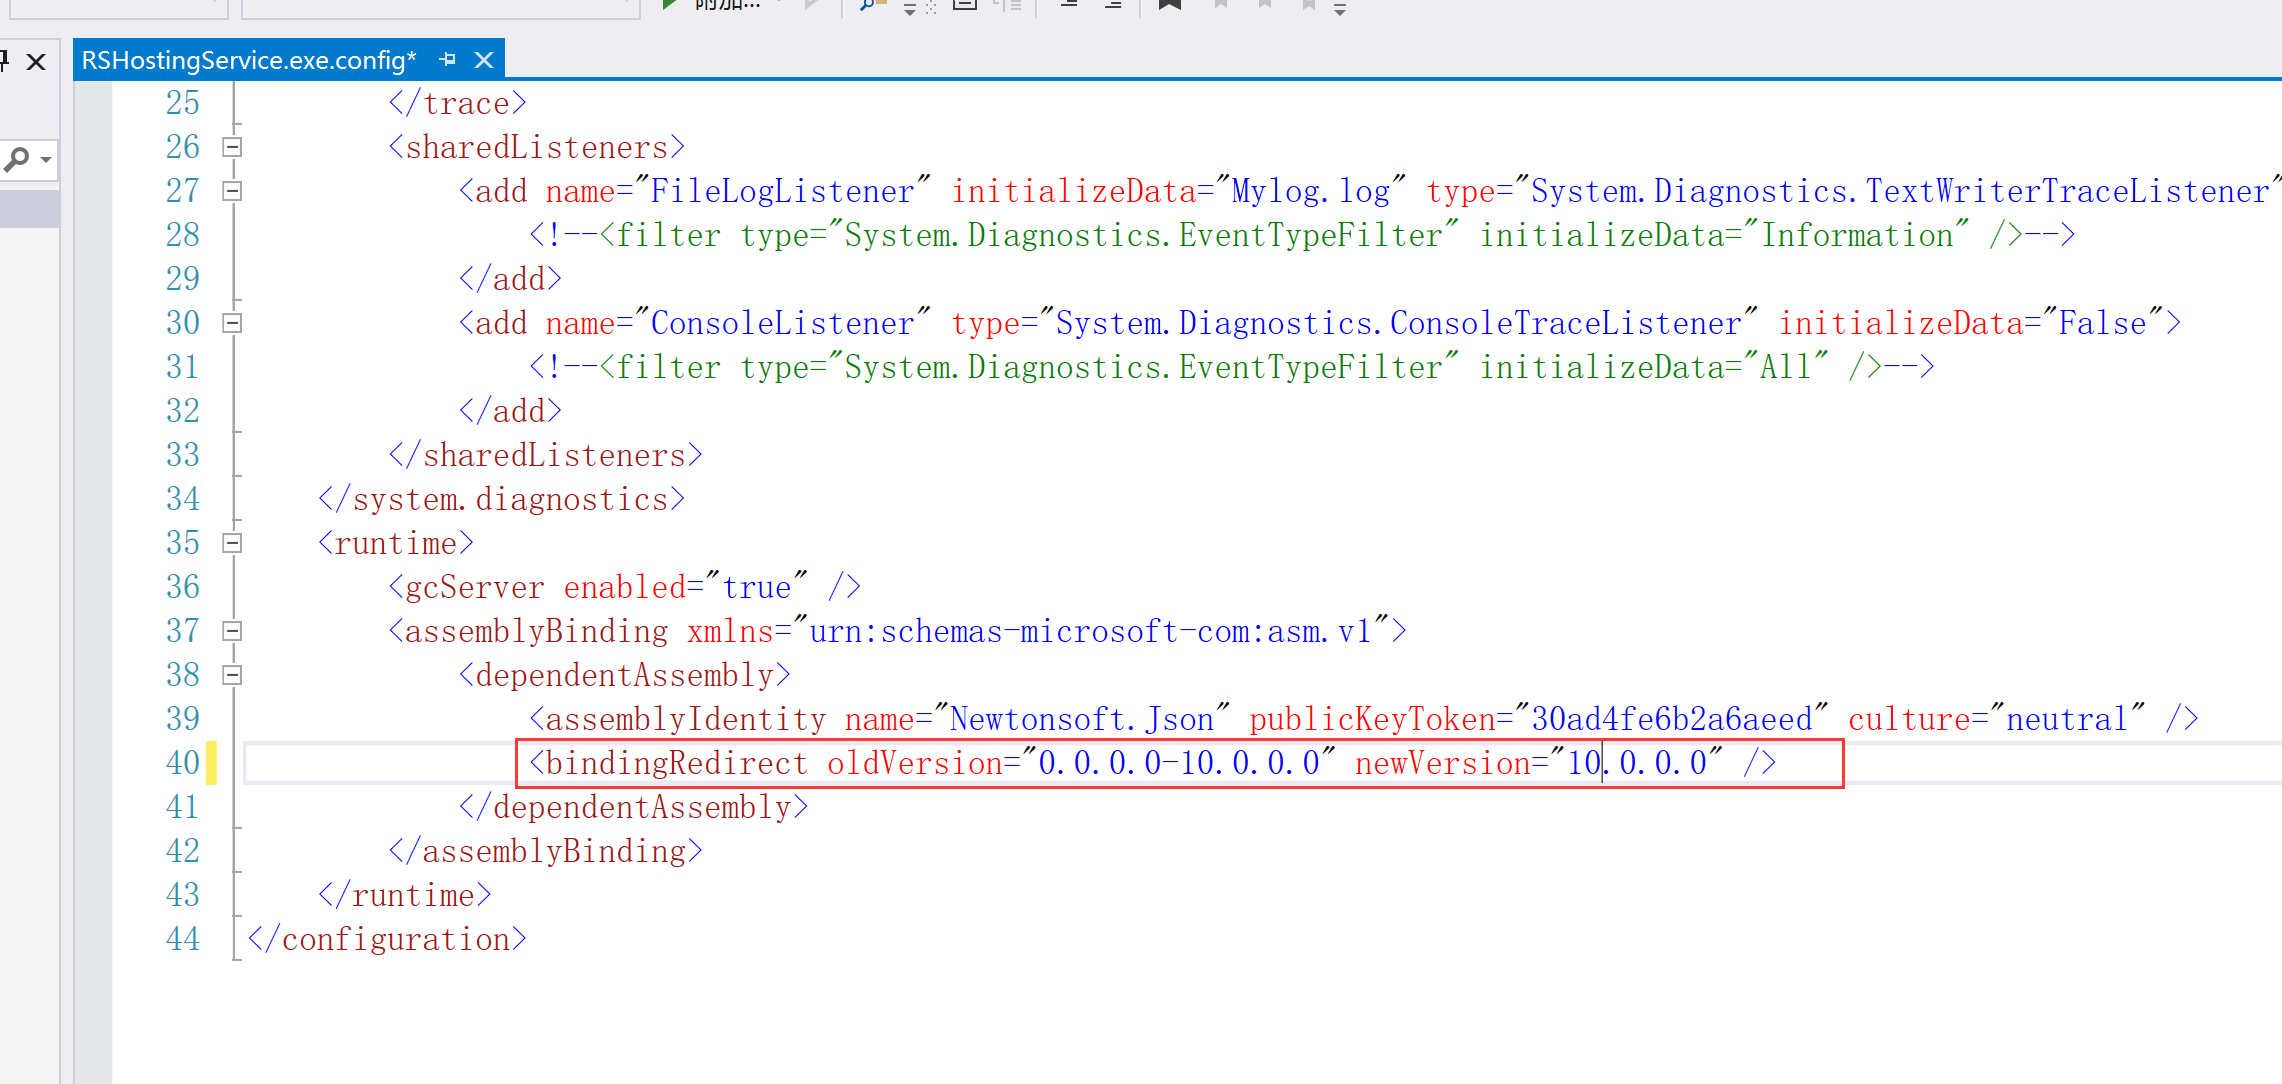 附加...
RSHostingService.exe.config*
25 </trace>
26 <sharedListeners>
27 <add name="FileLogListener" initializeData="Mylog.log" type="System.Diagnostics.TextWriterTraceListener"
28 <!--<filter type="System.Diagnostics.EventTypeFilter" initializeData="Information" />-->
29 </add>
30 <add name="ConsoleListener" type="System.Diagnostics.ConsoleTraceListener" initializeData="False">
31 <!--<filter type="System.Diagnostics.EventTypeFilter" initializeData="All" />-->
32 </add>
33 </sharedListeners>
34 </system.diagnostics>
35 <runtime>
36 <gcServer enabled="true" />
37 <assemblyBinding xmlns="urn:schemas-microsoft-com:asm.v1">
38 <dependentAssembly>
39 <assemblyIdentity name="Newtonsoft.Json" publicKeyToken="30ad4fe6b2a6aeed" culture="neutral" />
40 <bindingRedirect oldVersion="0.0.0.0-10.0.0.0" newVersion="10.0.0.0" />
41 </dependentAssembly>
42 </assemblyBinding>
43 </runtime>
44 </configuration>